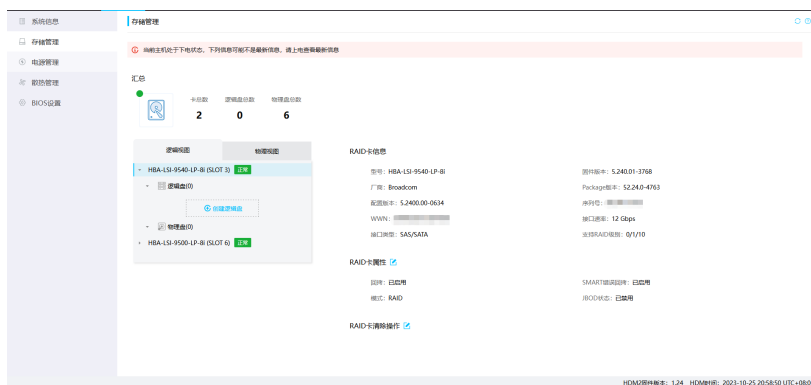 系统信息
存储管理
电源管理
散热管理
BIOS设置
存储管理
当前主机处于下电状态，下列信息可能不是最新信息，请上电查看最新信息
汇总
卡总数 逻辑盘总数 物理盘总数
2 0 6
逻辑视图 物理视图
HBA-LSI-9540-LP-8i (SLOT 3) 正常
逻辑盘(0)
创建逻辑盘
物理盘(0)
HBA-LSI-9500-LP-8i (SLOT 6) 正常
RAID卡信息
型号: HBA-LSI-9540-LP-8i 固件版本: 5.240.01-3768
厂商: Broadcom Package版本: 52.24.0-4763
配置版本: 5.2400.00-0634 序列号:
WWN: 接口速率: 12 Gbps
接口类型: SAS/SATA 支持RAID级别: 0/1/10
RAID卡属性
回拷: 已启用 SMART错误回拷: 已启用
模式: RAID JBOD状态: 已禁用
RAID卡清除操作
HDM2固件版本: 1.24 HDM时间: 2023-10-25 20:58:50 UTC+08:0